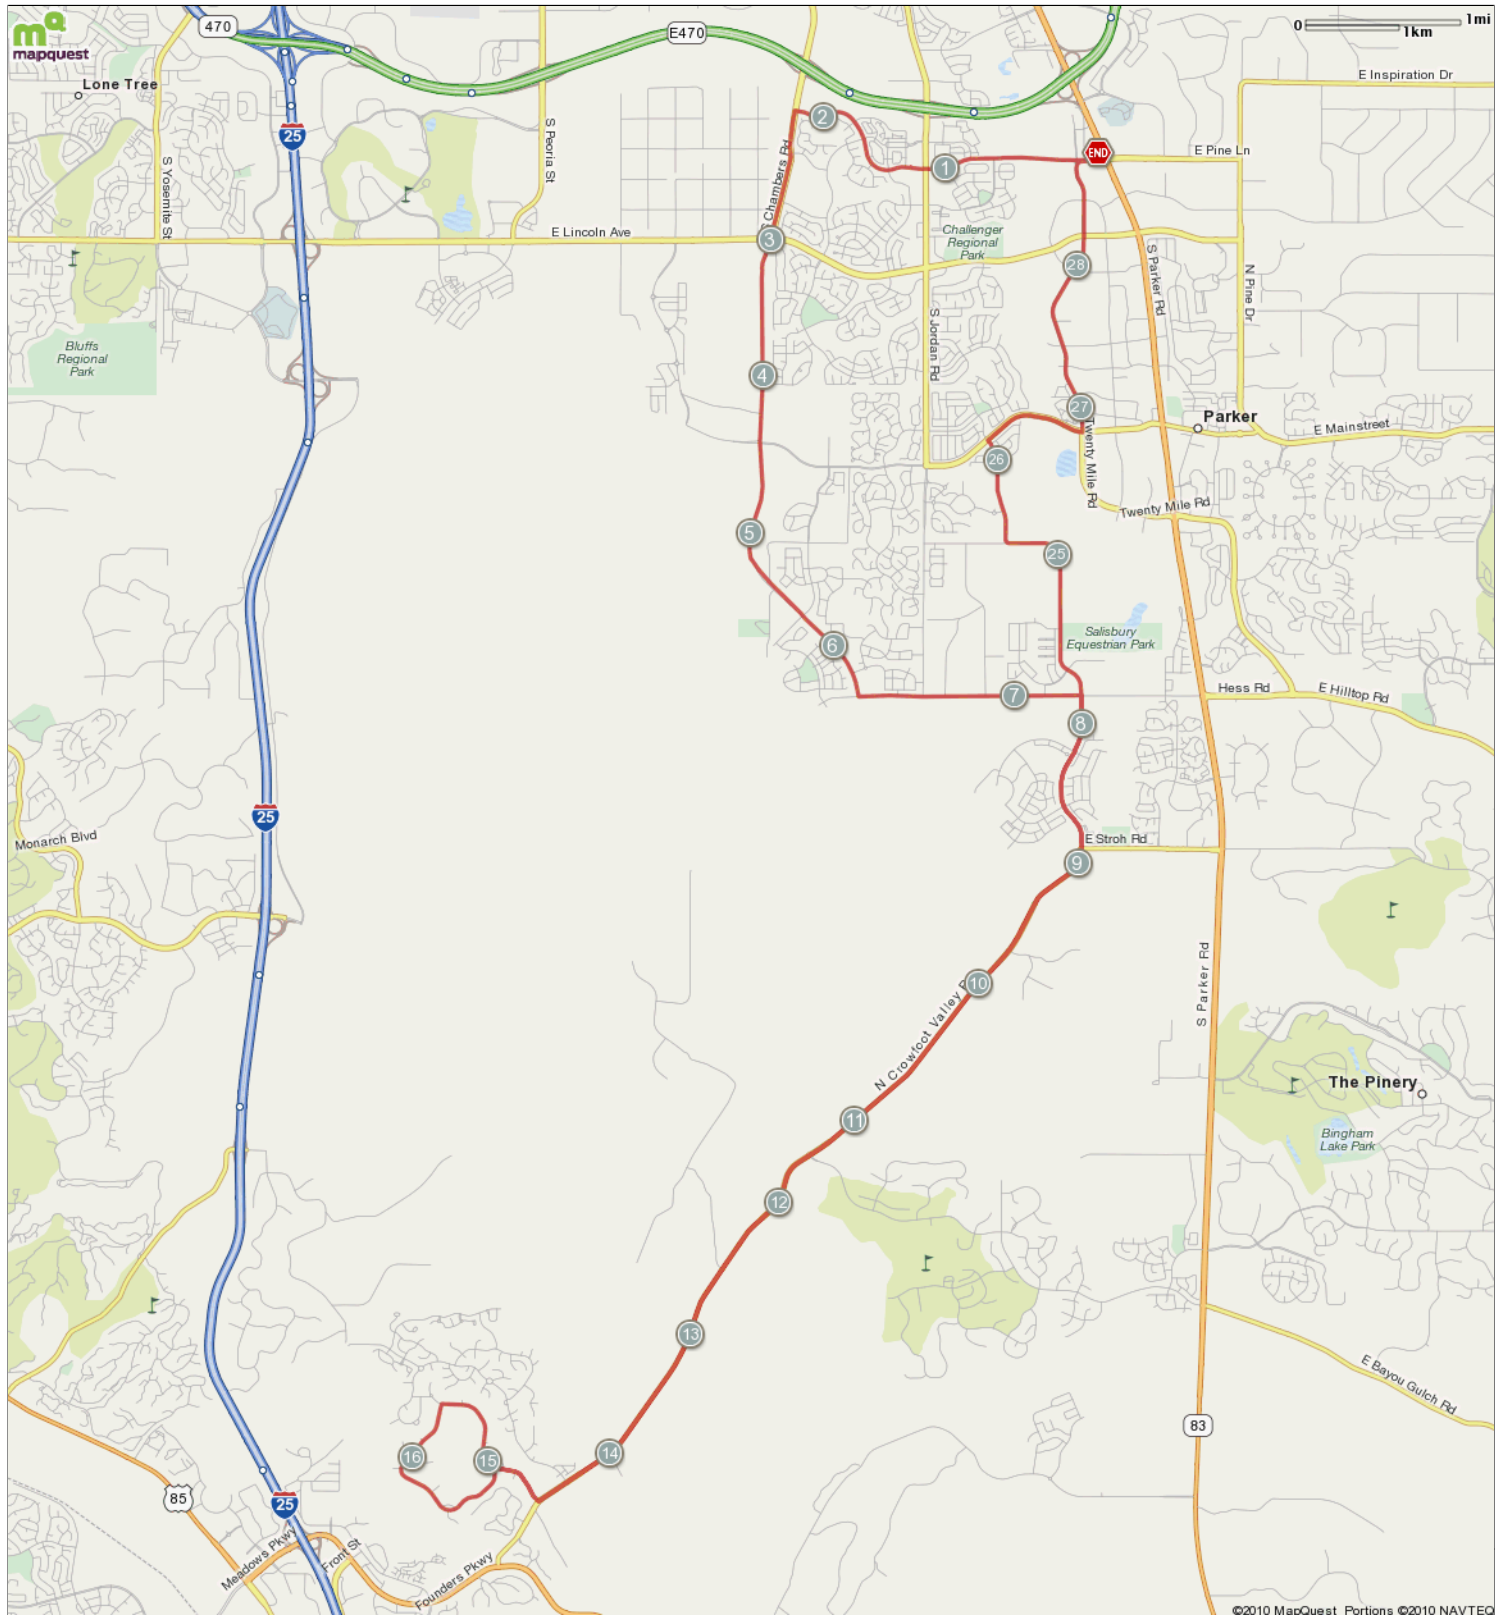 mapquest
470
E470
0
1mi
1km
E Inspiration Dr
Lone Tree
25
S Peoria St
S Yosemite St
2
END
E Pine Ln
1
S Chambers Rd
E Lincoln Ave
3
Challenger
Regional
Park
28
S Parker Rd
N Pine Dr
S Jordan Rd
Bluffs
Regional
Park
4
27
Parker
E Mainstreet
26
Twenty Mile Rd
Twenty Mile Rd
5
25
6
Salisbury
Equestrian Park
7
Hess Rd
E Hilltop Rd
8
25
Monarch Blvd
E Stroh Rd
9
S Parker Rd
10
N Crowfoot Valley R
11
The Pinery
Bingham
Lake Park
12
13
E Bayou Gulch Rd
83
14
16
15
85
25
Meadows Pkwy
Front St
Founders Pkwy
©2010 MapQuest Portions ©2010 NAVTEQ